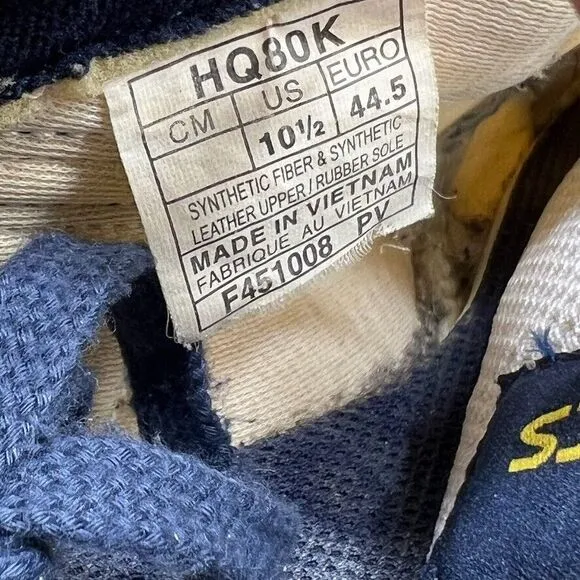 HQ80K
CM US EURO
10½ 44.5
SYNTHETIC FIBER & SYNTHETIC
LEATHER UPPER / RUBBER SOLE
MADE IN VIETNAM
FABRIQUE AU VIETNAM
F451008 PV